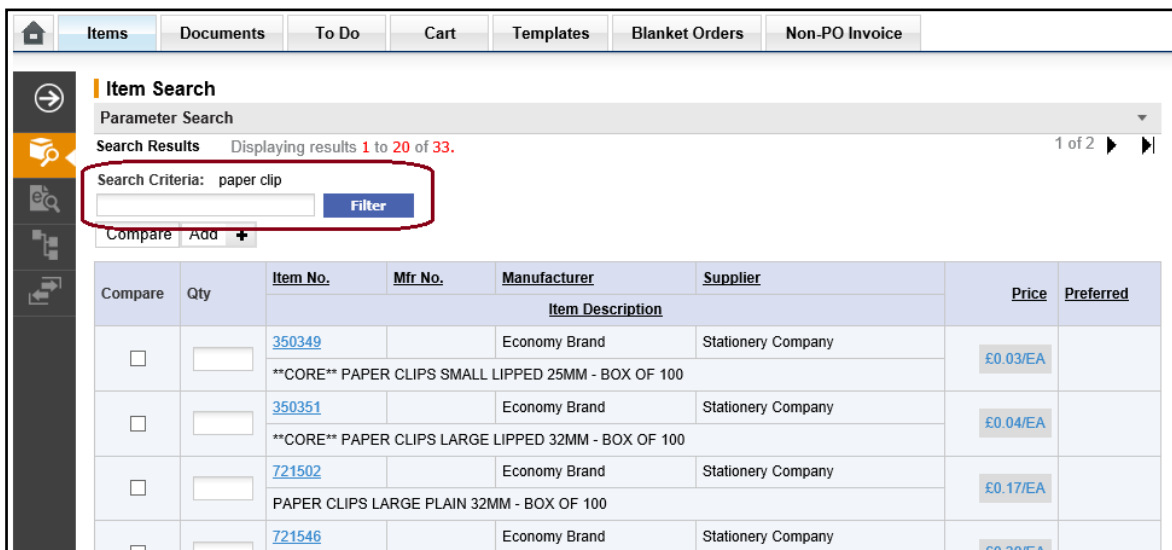 Items Documents To Do Cart Templates Blanket Orders Non-PO Invoice
Item Search
Parameter Search
Search Results Displaying results 1 to 20 of 33. 1 of 2
Search Criteria: paper clip
Filter
Compare Add
Compare Qty Item No. Mfr No. Manufacturer Supplier Price Preferred
Item Description
350349 Economy Brand Stationery Company £0.03/EA
**CORE** PAPER CLIPS SMALL LIPPED 25MM - BOX OF 100
350351 Economy Brand Stationery Company £0.04/EA
**CORE** PAPER CLIPS LARGE LIPPED 32MM - BOX OF 100
721502 Economy Brand Stationery Company £0.17/EA
PAPER CLIPS LARGE PLAIN 32MM - BOX OF 100
721546 Economy Brand Stationery Company